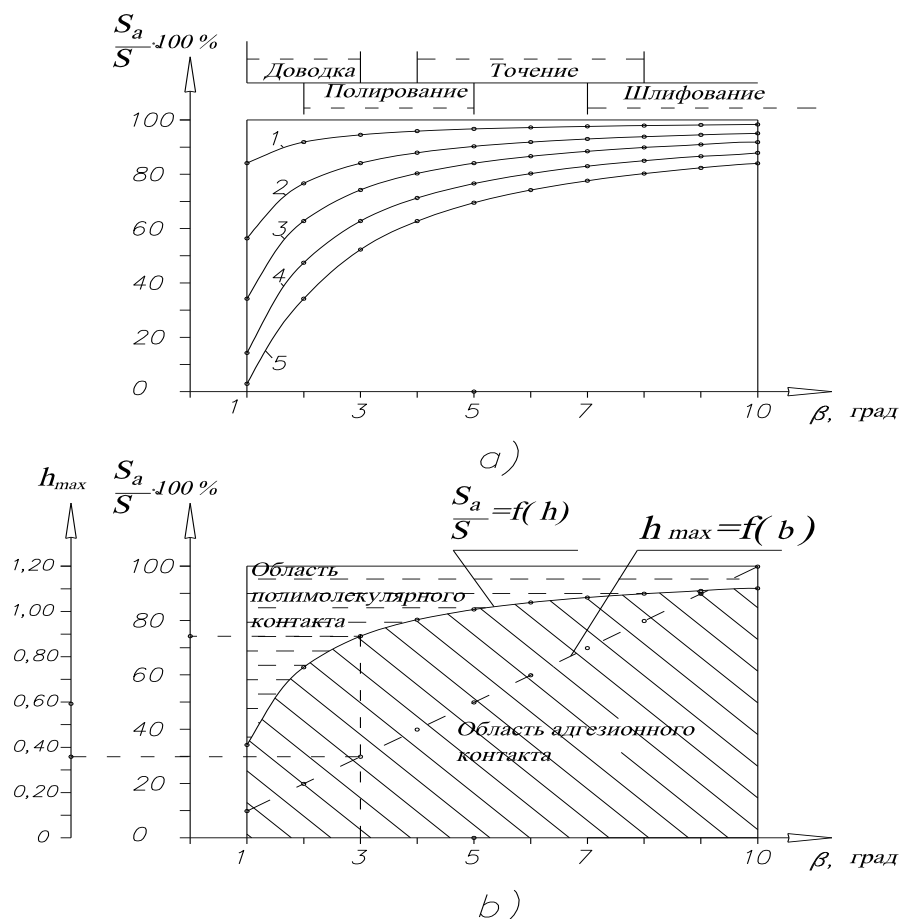 Sa/S ·100 %
Доводка Точение
Полирование Шлифование
100
80
60
40
20
0
1
2
3
4
5
1 3 5 7 10 β, град
a)
hmax Sa/S ·100 %
Sa/S =f( h)
h max=f( b )
1,20 100
1,00 80
0,80
0,60 60
0,40 40
0,20 20
0 0
Область
полимолекулярного
контакта
Область адгезионного
контакта
1 3 5 7 10 β, град
b)